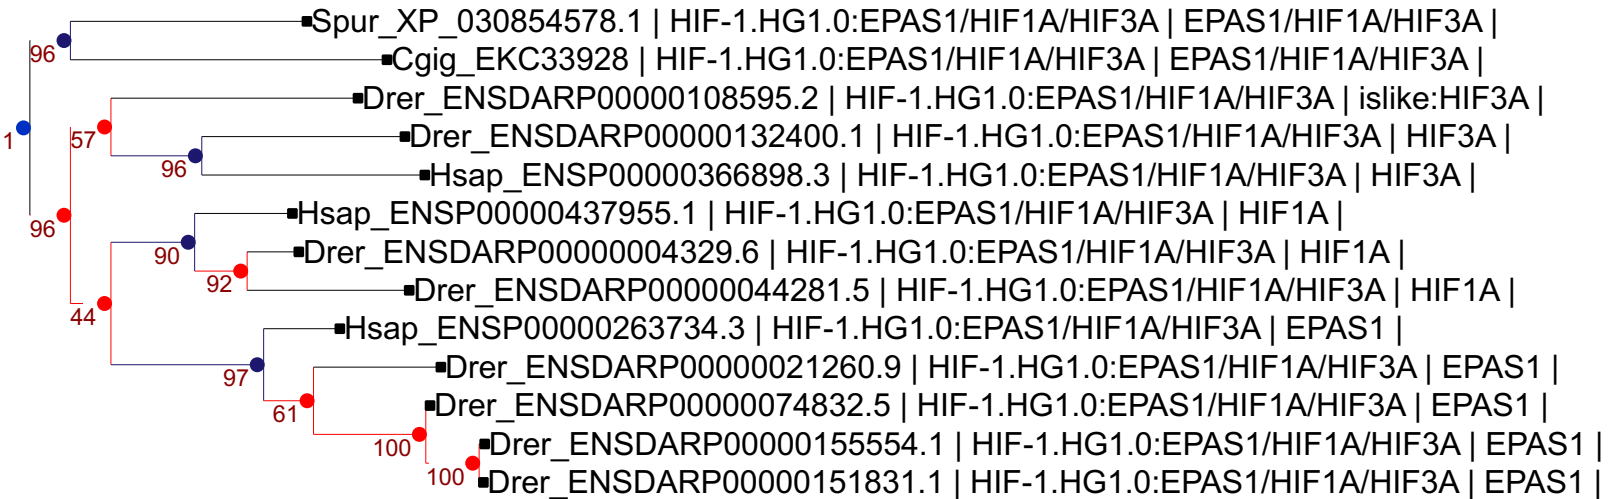 Spur_XP_030854578.1 | HIF-1.HG1.0:EPAS1/HIF1A/HIF3A | EPAS1/HIF1A/HIF3A |
96
Cgig_EKC33928 | HIF-1.HG1.0:EPAS1/HIF1A/HIF3A | EPAS1/HIF1A/HIF3A |
Drer_ENSDARP00000108595.2 | HIF-1.HG1.0:EPAS1/HIF1A/HIF3A | islike:HIF3A |
1
57
Drer_ENSDARP00000132400.1 | HIF-1.HG1.0:EPAS1/HIF1A/HIF3A | HIF3A |
96
Hsap_ENSP00000366898.3 | HIF-1.HG1.0:EPAS1/HIF1A/HIF3A | HIF3A |
96
Hsap_ENSP00000437955.1 | HIF-1.HG1.0:EPAS1/HIF1A/HIF3A | HIF1A |
90
Drer_ENSDARP00000004329.6 | HIF-1.HG1.0:EPAS1/HIF1A/HIF3A | HIF1A |
92
Drer_ENSDARP00000044281.5 | HIF-1.HG1.0:EPAS1/HIF1A/HIF3A | HIF1A |
44
Hsap_ENSP00000263734.3 | HIF-1.HG1.0:EPAS1/HIF1A/HIF3A | EPAS1 |
97
Drer_ENSDARP00000021260.9 | HIF-1.HG1.0:EPAS1/HIF1A/HIF3A | EPAS1 |
61
Drer_ENSDARP00000074832.5 | HIF-1.HG1.0:EPAS1/HIF1A/HIF3A | EPAS1 |
100
Drer_ENSDARP00000155554.1 | HIF-1.HG1.0:EPAS1/HIF1A/HIF3A | EPAS1 |
100
Drer_ENSDARP00000151831.1 | HIF-1.HG1.0:EPAS1/HIF1A/HIF3A | EPAS1 |